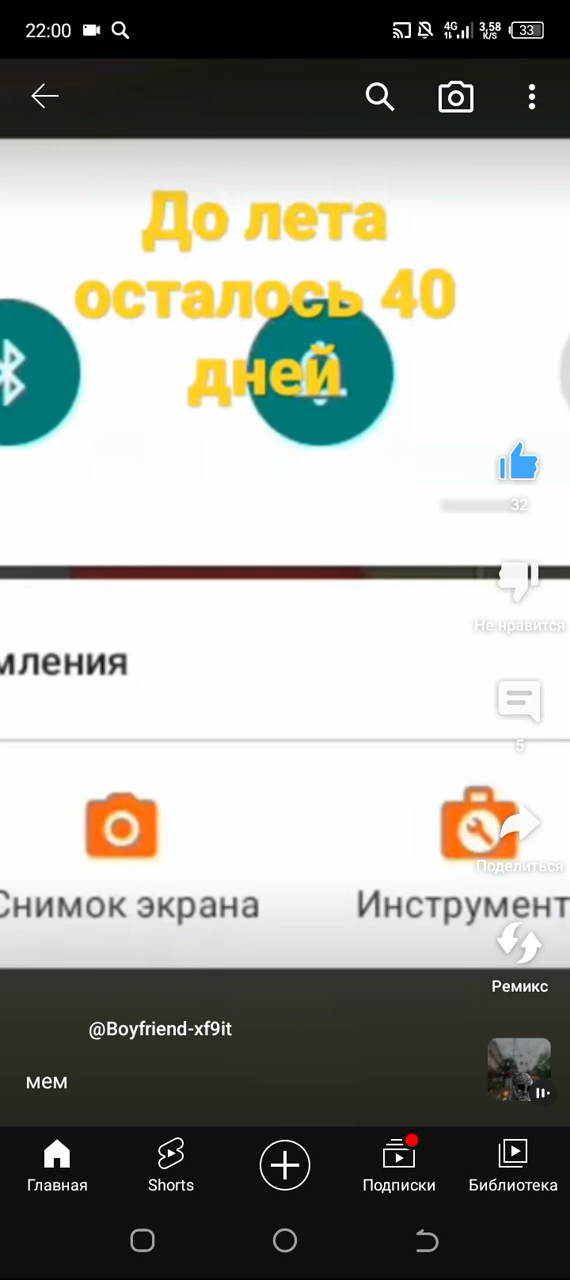 22:00
4G
3,58
K/S
33
До лета
осталось 40
дней
32
Не нравится
мления
5
Поделиться
Снимок экрана
Инструмент
Ремикс
@Boyfriend-xf9it
мем
Главная
Shorts
Подписки
Библиотека